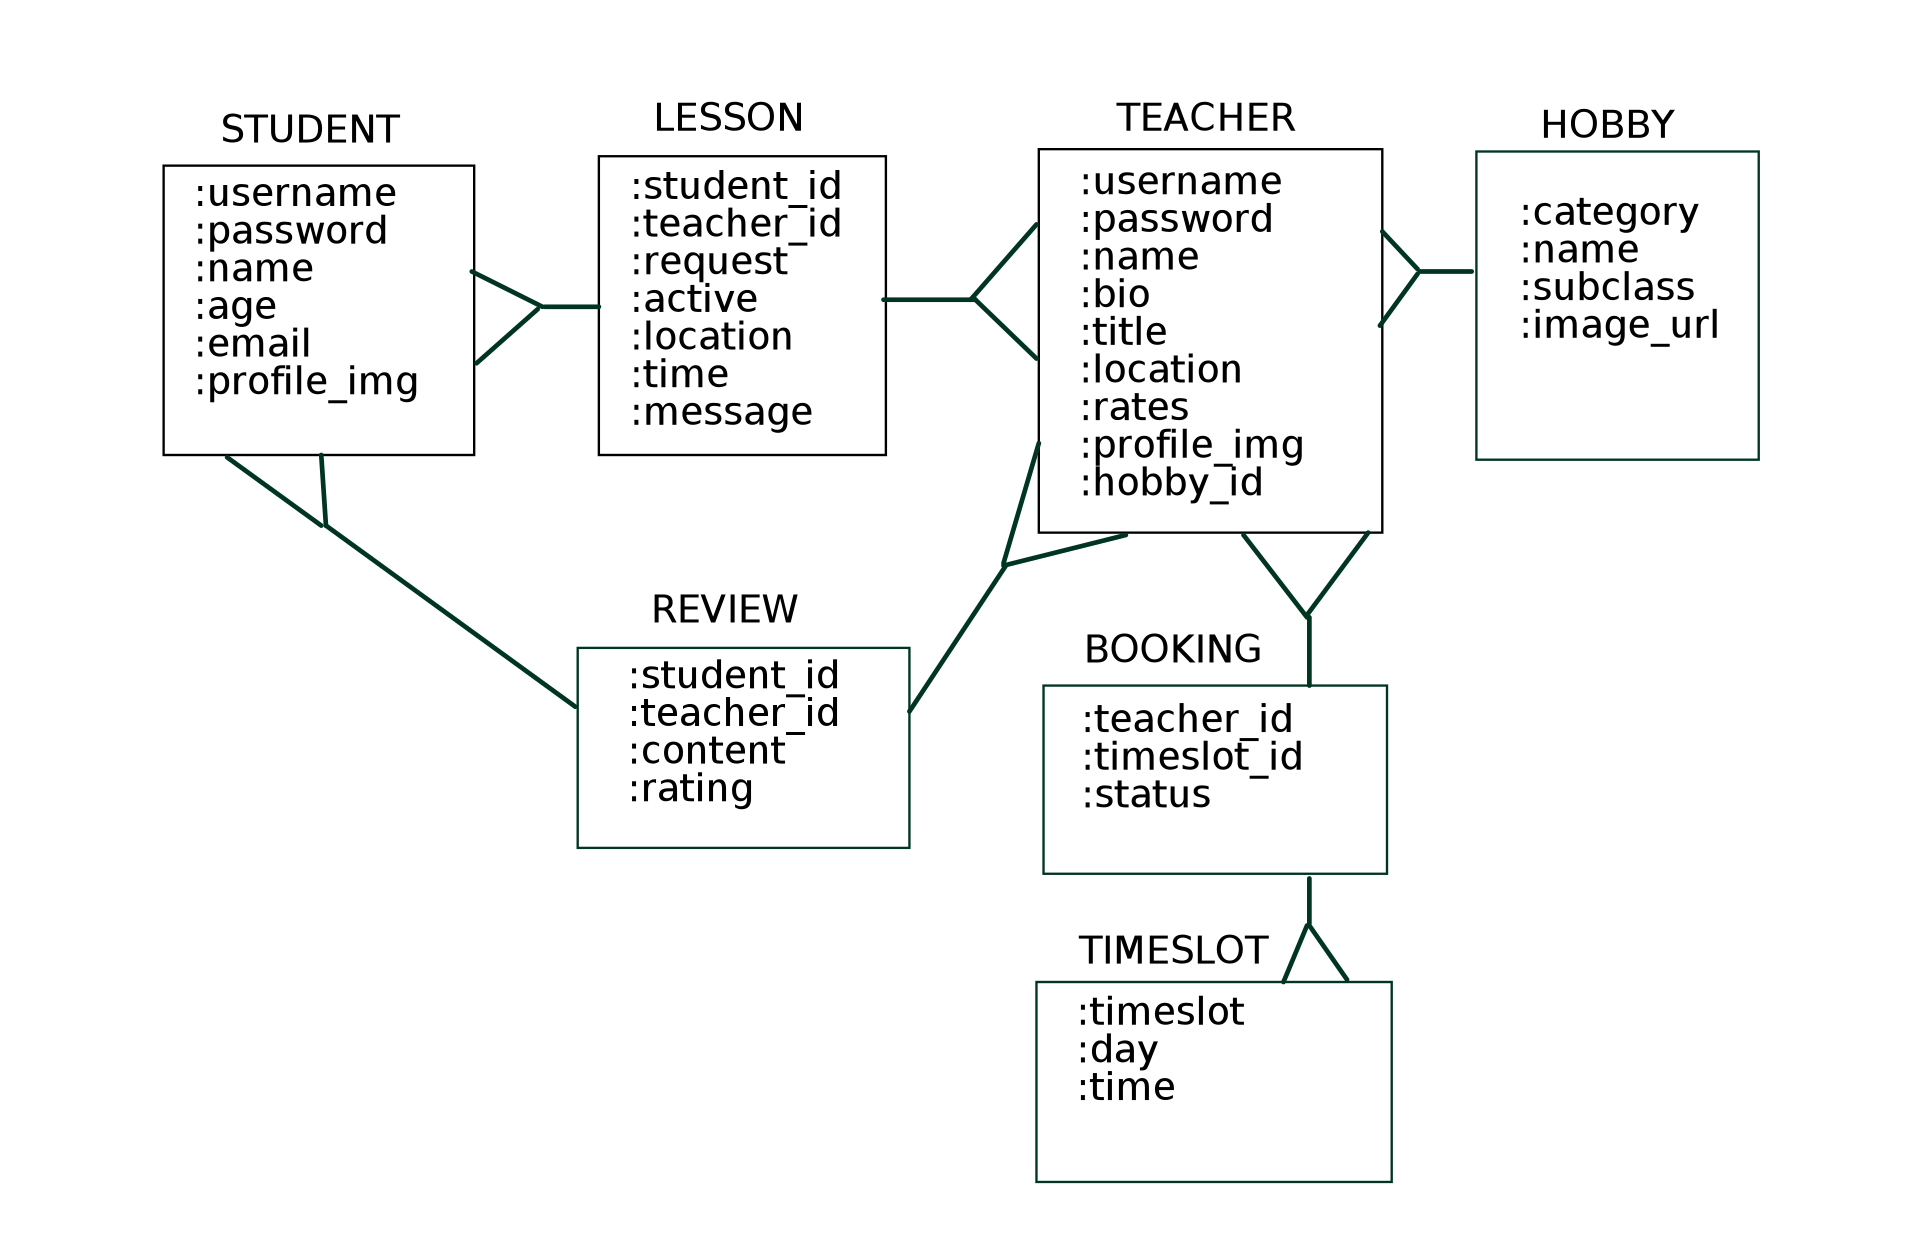 STUDENT
:username
:password
:name
:age
:email
:profile_img
LESSON
:student_id
:teacher_id
:request
:active
:location
:time
:message
TEACHER
:username
:password
:name
:bio
:title
:location
:rates
:profile_img
:hobby_id
HOBBY
:category
:name
:subclass
:image_url
REVIEW
:student_id
:teacher_id
:content
:rating
BOOKING
:teacher_id
:timeslot_id
:status
TIMESLOT
:timeslot
:day
:time